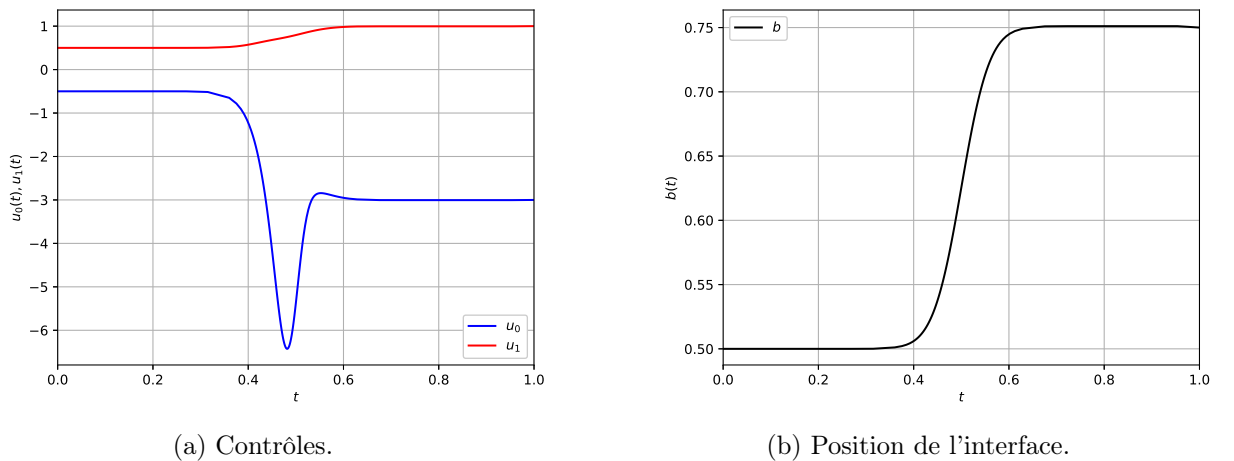 1
0
−1
−2
−3
−4
−5
−6
u₀(t), u₁(t)
u₀
u₁
0.0 0.2 0.4 0.6 0.8 1.0
t
(a) Contrôles.
b
0.75
0.70
0.65
0.60
0.55
0.50
b(t)
0.0 0.2 0.4 0.6 0.8 1.0
t
(b) Position de l'interface.